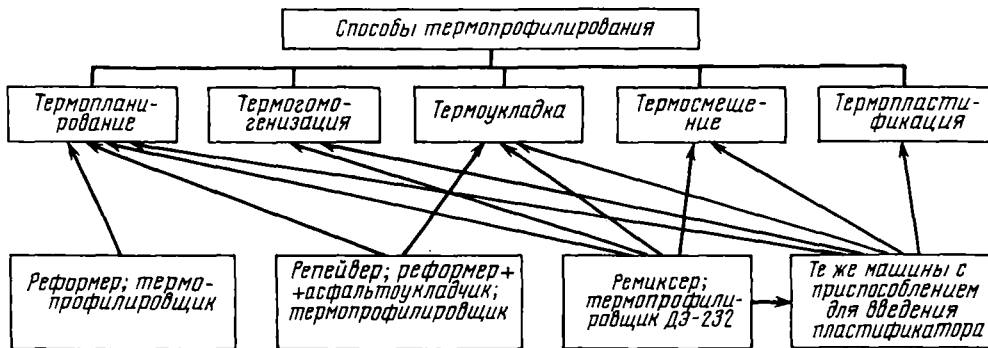 Способы термопрофилирования
Термоплани-
рование
Термогомо-
генизация
Термоукладка
Термосмеще-
ние
Термопласти-
фикация
Реформер; термо-
профилировщик
Репейвер; реформер+
+асфальтоукладчик;
термопрофилировщик
Ремиксер;
термопрофили-
ровщик ДЭ-232
Те же машины с
приспособлением
для введения
пластификатора